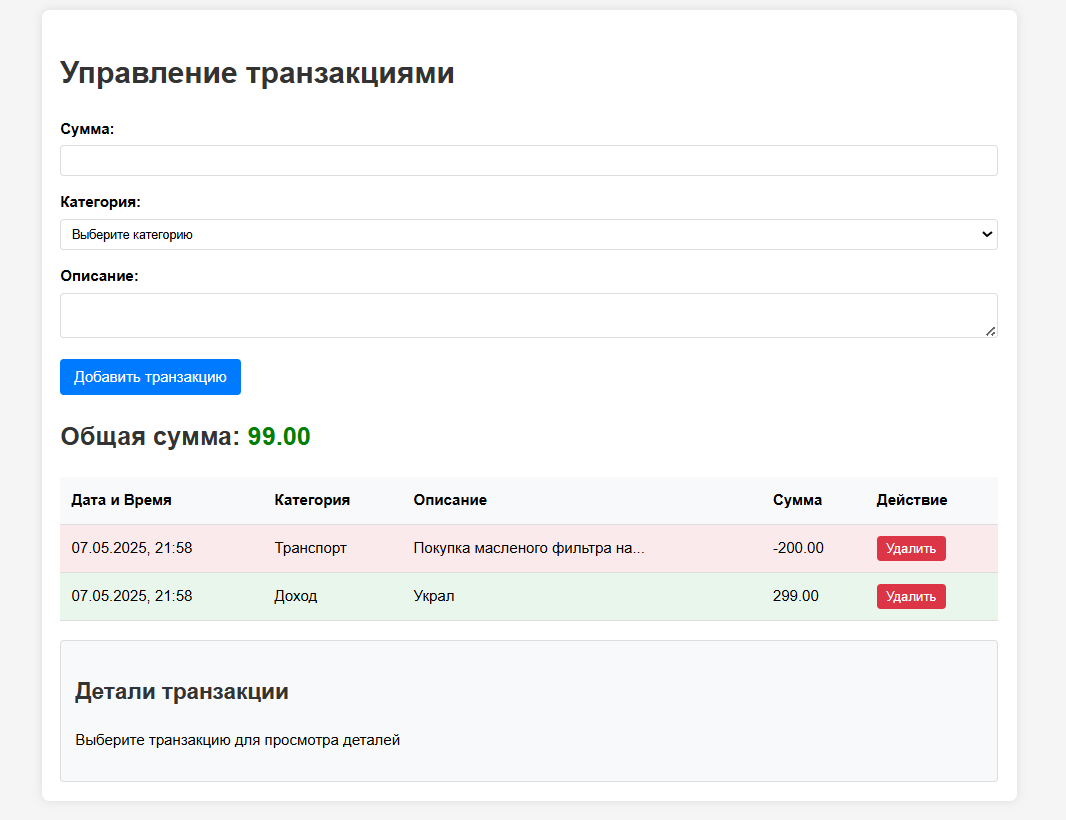 Управление транзакциями
Сумма:
Категория:
Выберите категорию
Описание:
Добавить транзакцию
Общая сумма: 99.00
Дата и Время Категория Описание Сумма Действие
07.05.2025, 21:58 Транспорт Покупка масленого фильтра на... -200.00 Удалить
07.05.2025, 21:58 Доход Украл 299.00 Удалить
Детали транзакции
Выберите транзакцию для просмотра деталей